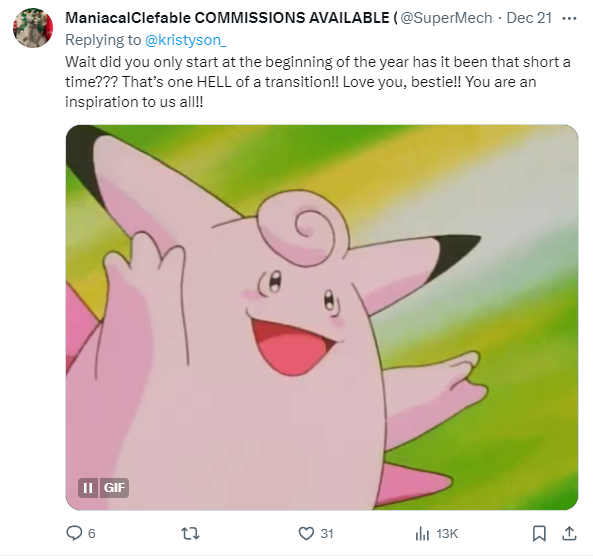 ManiacalClefable COMMISSIONS AVAILABLE ( @SuperMech · Dec 21 ···
Replying to @kristyson_
Wait did you only start at the beginning of the year has it been that short a
time??? That's one HELL of a transition!! Love you, bestie!! You are an
inspiration to us all!!
GIF
6 31 13K